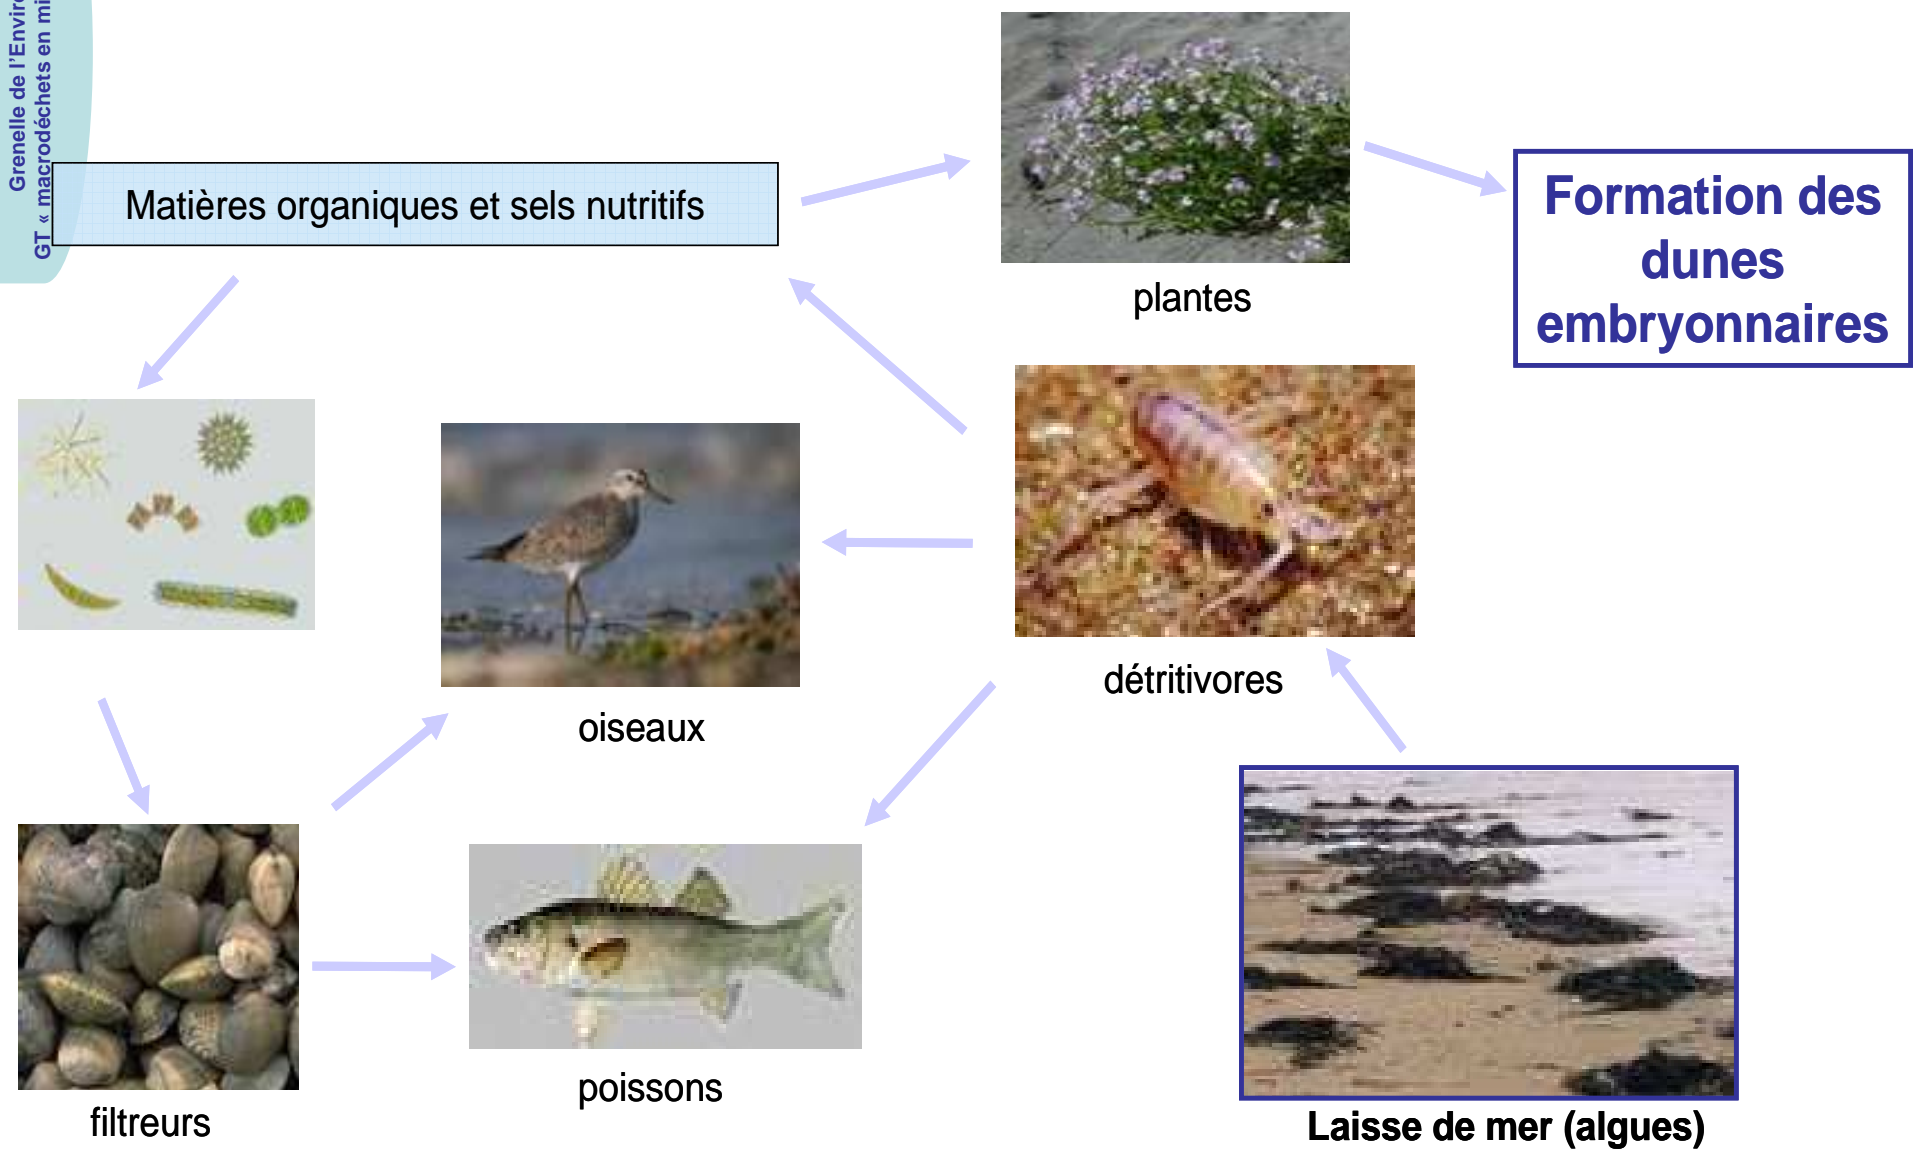 Grenelle de l'Enviro
GT « macrodéchets en mi
Matières organiques et sels nutritifs
plantes
Formation des
dunes
embryonnaires
détritivores
oiseaux
poissons
filtreurs
Laisse de mer (algues)